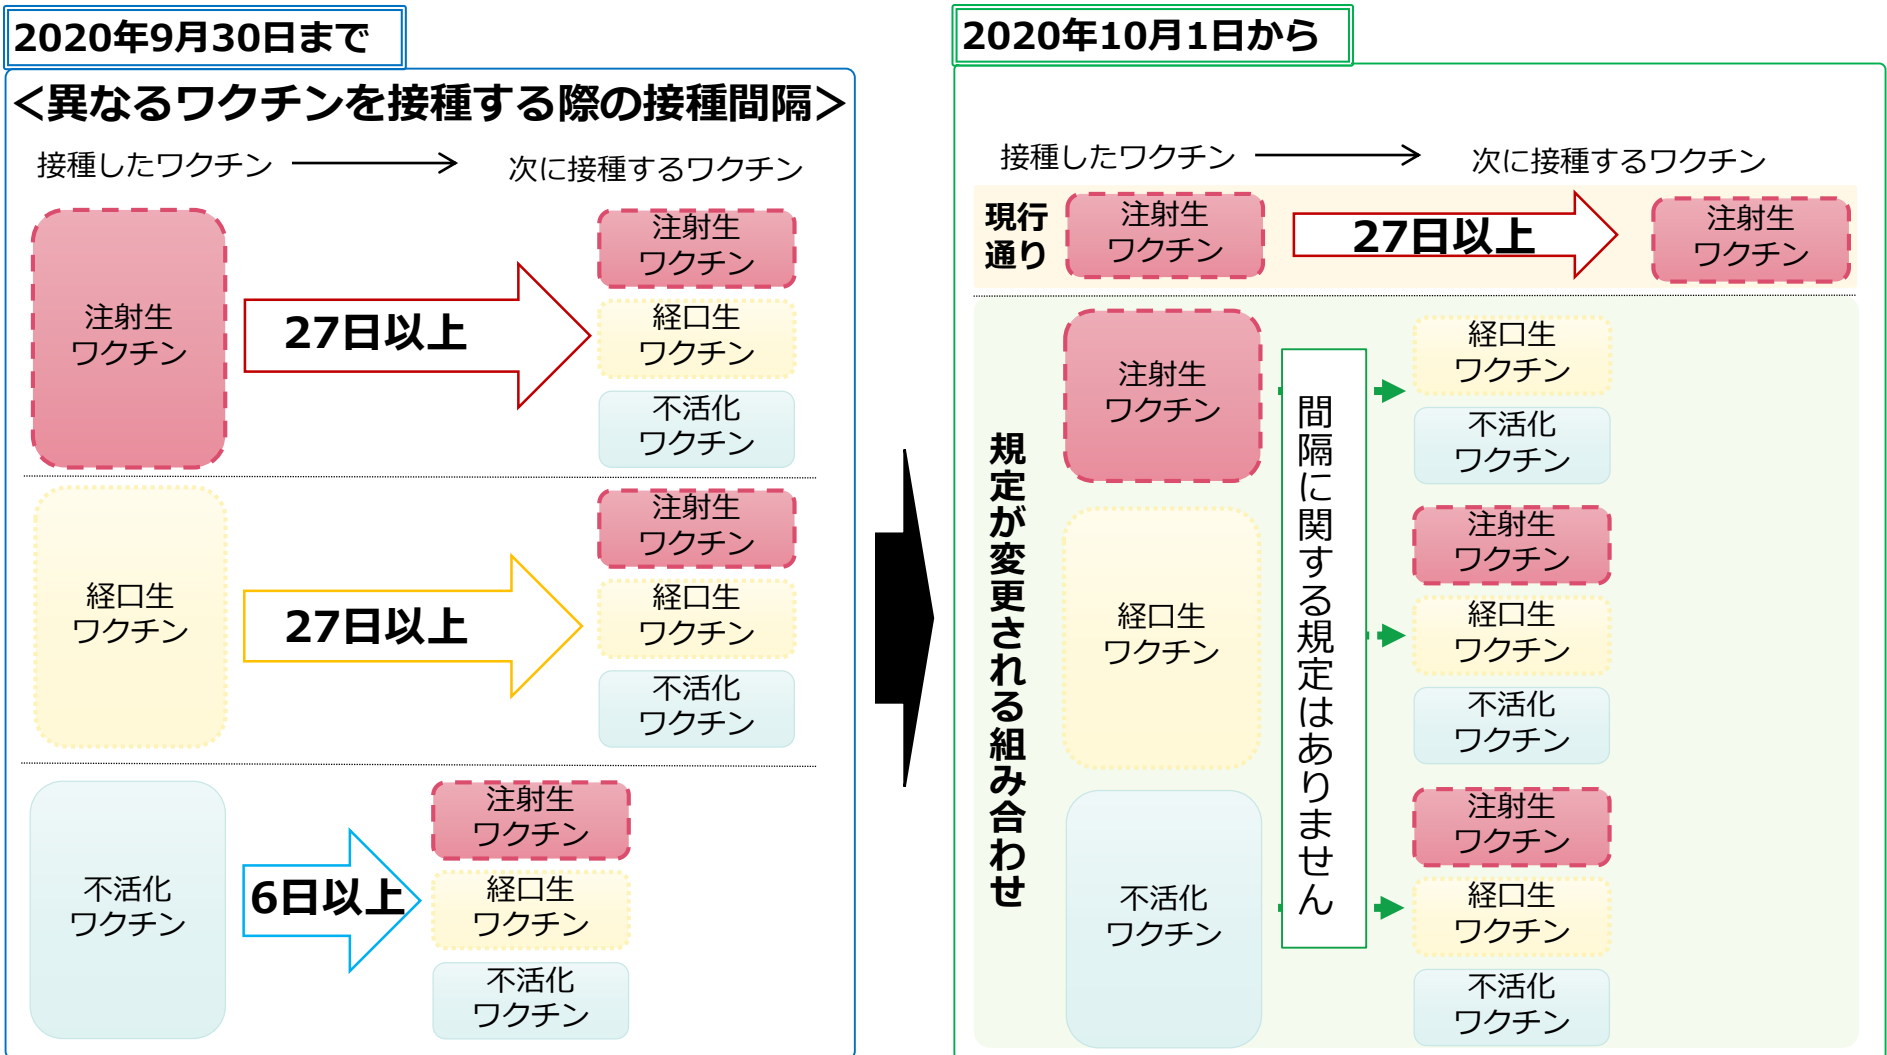 2020年9月30日まで
＜異なるワクチンを接種する際の接種間隔＞
接種したワクチン
次に接種するワクチン
注射生
ワクチン
27日以上
注射生
ワクチン
経口生
ワクチン
不活化
ワクチン
経口生
ワクチン
27日以上
注射生
ワクチン
経口生
ワクチン
不活化
ワクチン
不活化
ワクチン
6日以上
注射生
ワクチン
経口生
ワクチン
不活化
ワクチン
2020年10月1日から
接種したワクチン
次に接種するワクチン
現行
通り
注射生
ワクチン
27日以上
注射生
ワクチン
規定が変更される組み合わせ
注射生
ワクチン
間隔に関する規定はありません
経口生
ワクチン
不活化
ワクチン
経口生
ワクチン
注射生
ワクチン
経口生
ワクチン
不活化
ワクチン
不活化
ワクチン
注射生
ワクチン
経口生
ワクチン
不活化
ワクチン